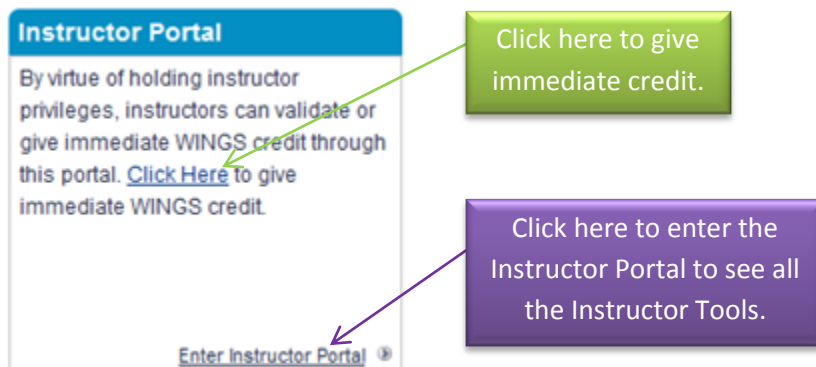 Instructor Portal
By virtue of holding instructor
privileges, instructors can validate or
give immediate WINGS credit through
this portal. Click Here to give
immediate WINGS credit.
Enter Instructor Portal
Click here to give
immediate credit.
Click here to enter the
Instructor Portal to see all
the Instructor Tools.